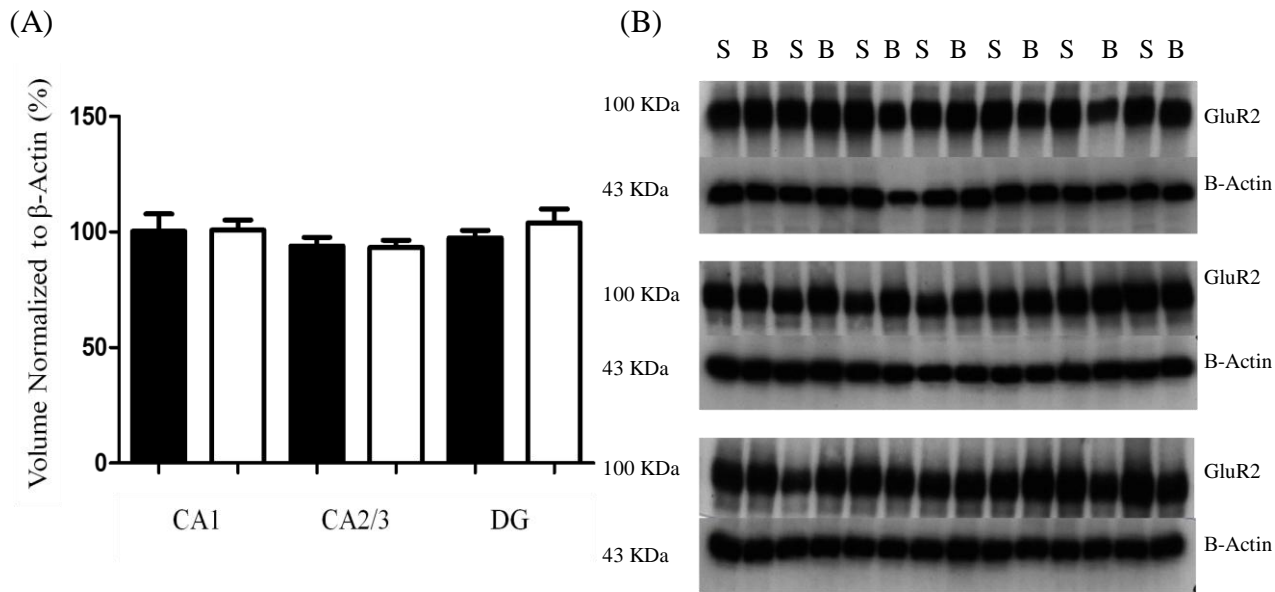 (A)
Volume Normalized to β-Actin (%)
150
100
50
0
CA1 CA2/3 DG
(B)
S B S B S B S B S B S B S B
100 KDa GluR2
43 KDa B-Actin
100 KDa GluR2
43 KDa B-Actin
100 KDa GluR2
43 KDa B-Actin